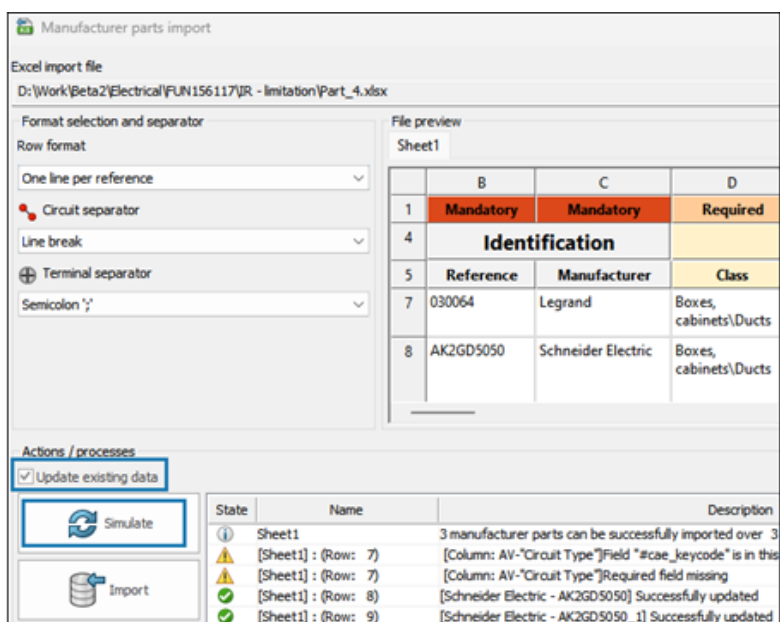 Manufacturer parts import
Excel import file
D:\Work\Beta2\Electrical\FUN156117\IR - limitation\Part_4.xlsx
Format selection and separator
Row format
One line per reference
Circuit separator
Line break
Terminal separator
Semicolon ';'
File preview
Sheet1
B C D
1 Mandatory Mandatory Required
4 Identification
5 Reference Manufacturer Class
7 030064 Legrand Boxes,
cabinets\Ducts
8 AK2GD5050 Schneider Electric Boxes,
cabinets\Ducts
Actions / processes
Update existing data
Simulate
Import
State Name Description
Sheet1 3 manufacturer parts can be successfully imported over 3
[Sheet1] : (Row: 7) [Column: AV-"Circuit Type"]Field "#cae_keycode" is in this
[Sheet1] : (Row: 7) [Column: AV-"Circuit Type"]Required field missing
[Sheet1] : (Row: 8) [Schneider Electric - AK2GD5050] Successfully updated
[Sheet1] : (Row: 9) [Schneider Electric - AK2GD5050_1] Successfully updated